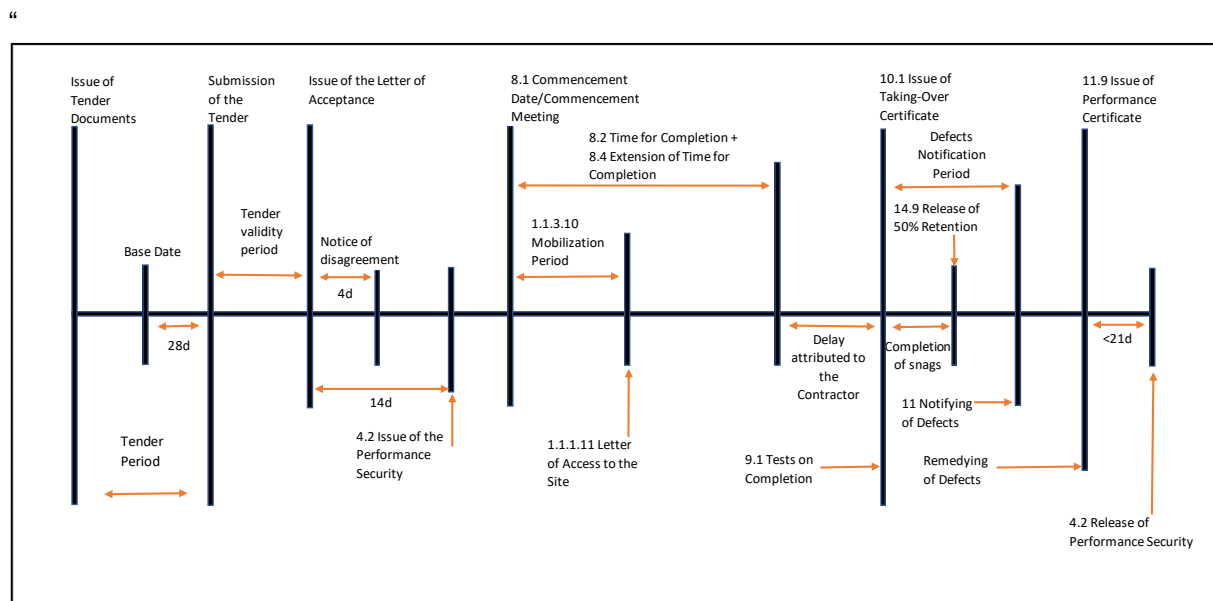 “
Issue of
Tender
Documents
Submission
of the
Tender
Issue of the Letter of
Acceptance
8.1 Commencement
Date/Commencement
Meeting
10.1 Issue of
Taking-Over
Certificate
11.9 Issue of
Performance
Certificate
8.2 Time for Completion +
8.4 Extension of Time for
Completion
Defects
Notification
Period
Tender
validity
period
Base Date
Notice of
disagreement
4d
1.1.3.10
Mobilization
Period
14.9 Release of
50% Retention
28d
14d
Delay
attributed to
the
Contractor
Completion
of snags
<21d
Tender
Period
4.2 Issue of the
Performance
Security
1.1.1.11 Letter
of Access to the
Site
9.1 Tests on
Completion
11 Notifying
of Defects
Remedying
of Defects
4.2 Release of
Performance Security